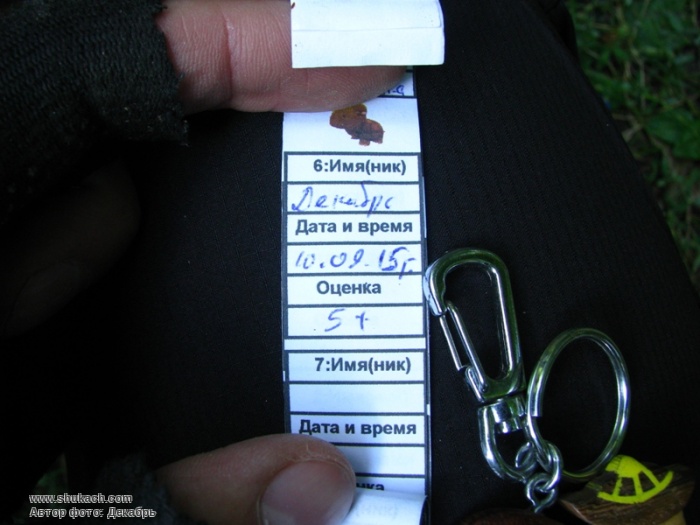 6:Имя(ник)
Декабрь
Дата и время
10.09.15г.
Оценка
5+
7:Имя(ник)
Дата и время
www.shukach.com
Автор фото: Декабрь